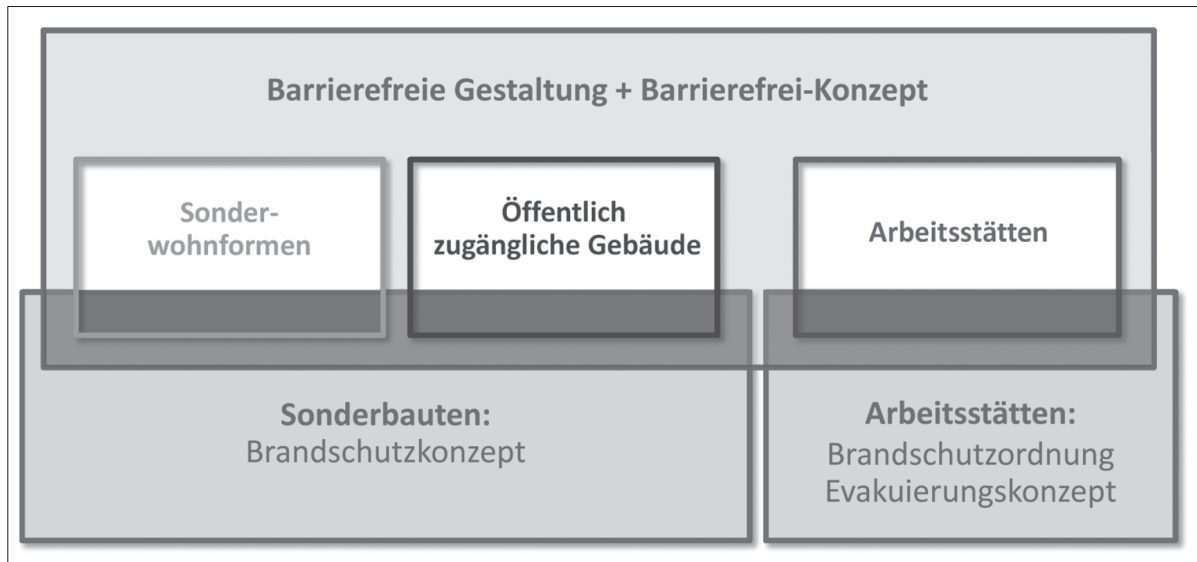 Barrierefreie Gestaltung + Barrierefrei-Konzept
Sonder-
wohnformen
Öffentlich
zugängliche Gebäude
Arbeitsstätten
Sonderbauten:
Brandschutzkonzept
Arbeitsstätten:
Brandschutzordnung
Evakuierungskonzept